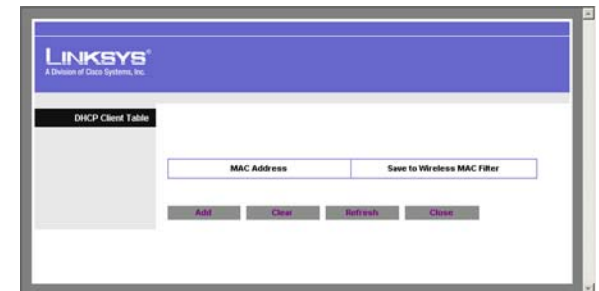 LINKSYS®
A Division of Cisco Systems, Inc.
DHCP Client Table
MAC Address Save to Wireless MAC Filter
Add Clear Refresh Close